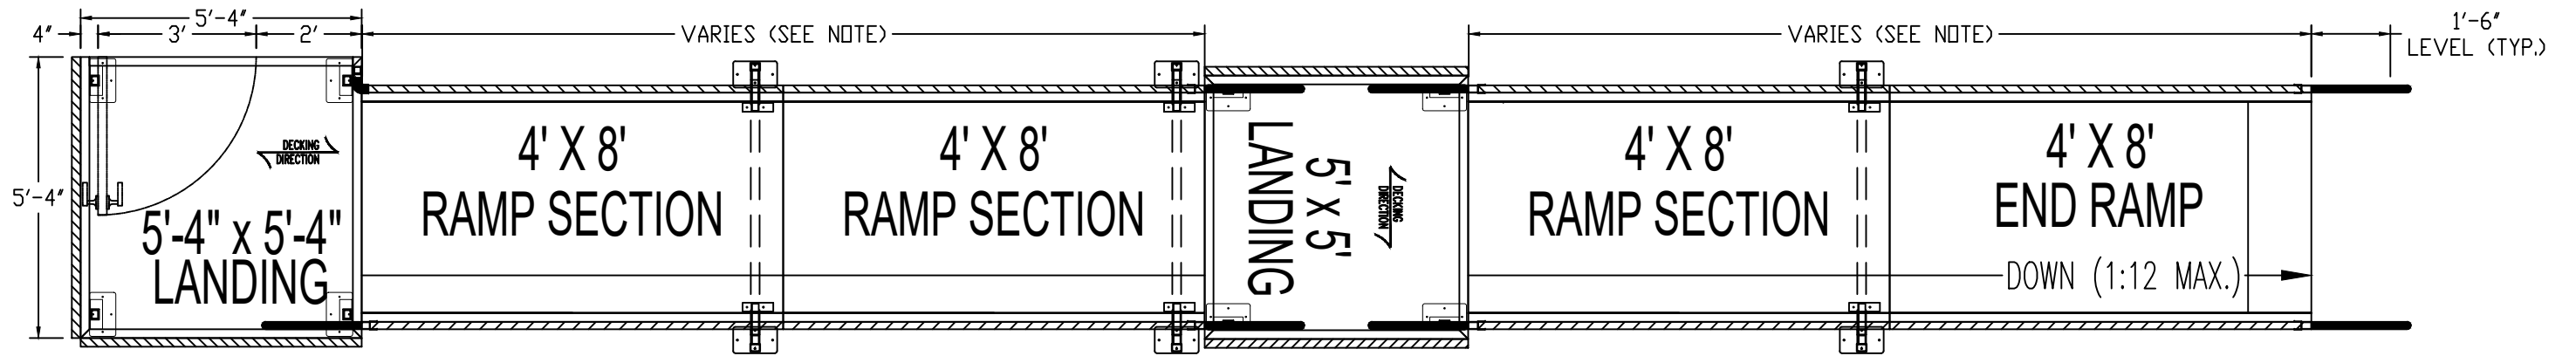 5'-4"
4"
3'
2'
VARIES (SEE NOTE)
VARIES (SEE NOTE)
1'-6"
LEVEL (TYP.)
5'-4"
DECKING
DIRECTION
5'-4" x 5'-4"
LANDING
4' X 8'
RAMP SECTION
4' X 8'
RAMP SECTION
5' x 5'
LANDING
DECKING
DIRECTION
4' X 8'
RAMP SECTION
4' X 8'
END RAMP
DOWN (1:12 MAX.)